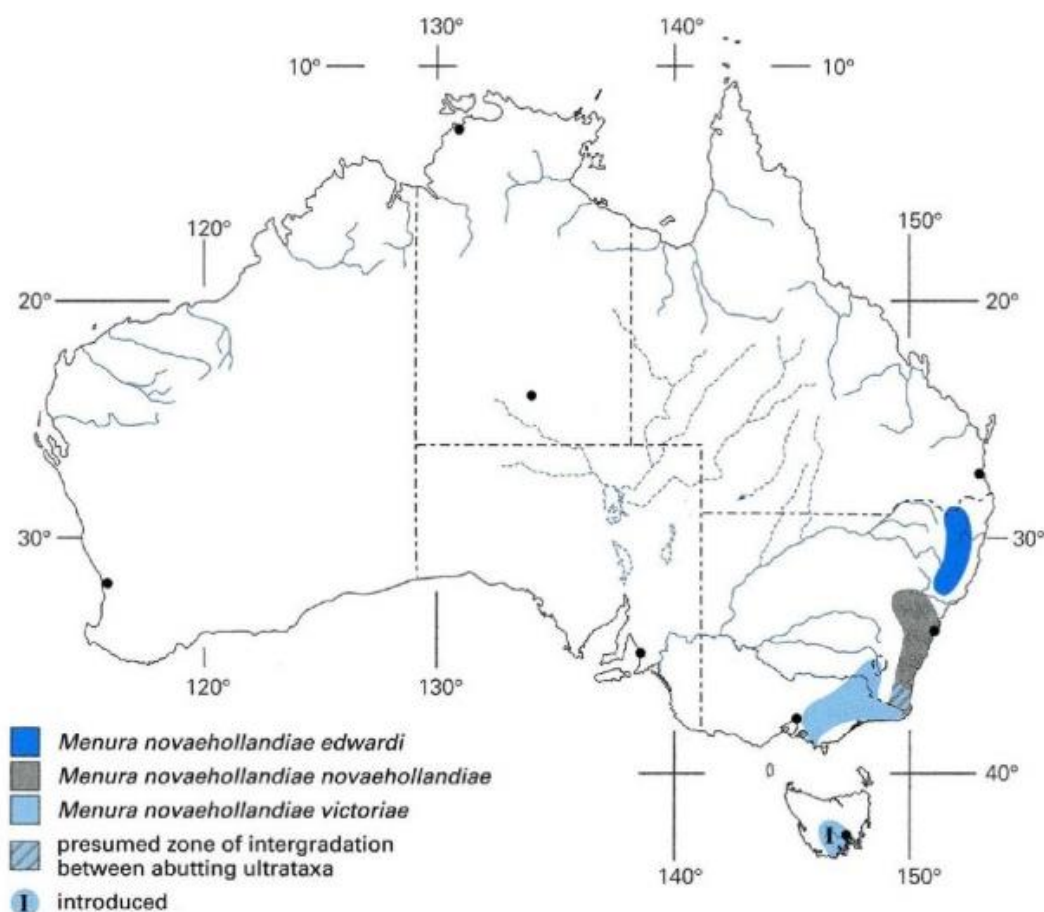 130°
140°
10°
10°
120°
150°
20°
20°
30°
30°
120°
130°
40°
140°
150°
I
Menura novaehollandiae edwardi
Menura novaehollandiae novaehollandiae
Menura novaehollandiae victoriae
presumed zone of intergradation
between abutting ultrataxa
I introduced